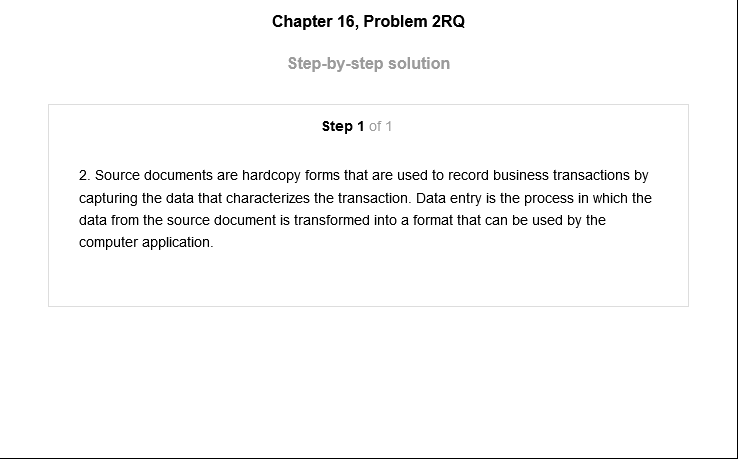 Chapter 16, Problem 2RQ
Step-by-step solution
Step 1 of 1
2. Source documents are hardcopy forms that are used to record business transactions by
capturing the data that characterizes the transaction. Data entry is the process in which the
data from the source document is transformed into a format that can be used by the
computer application.